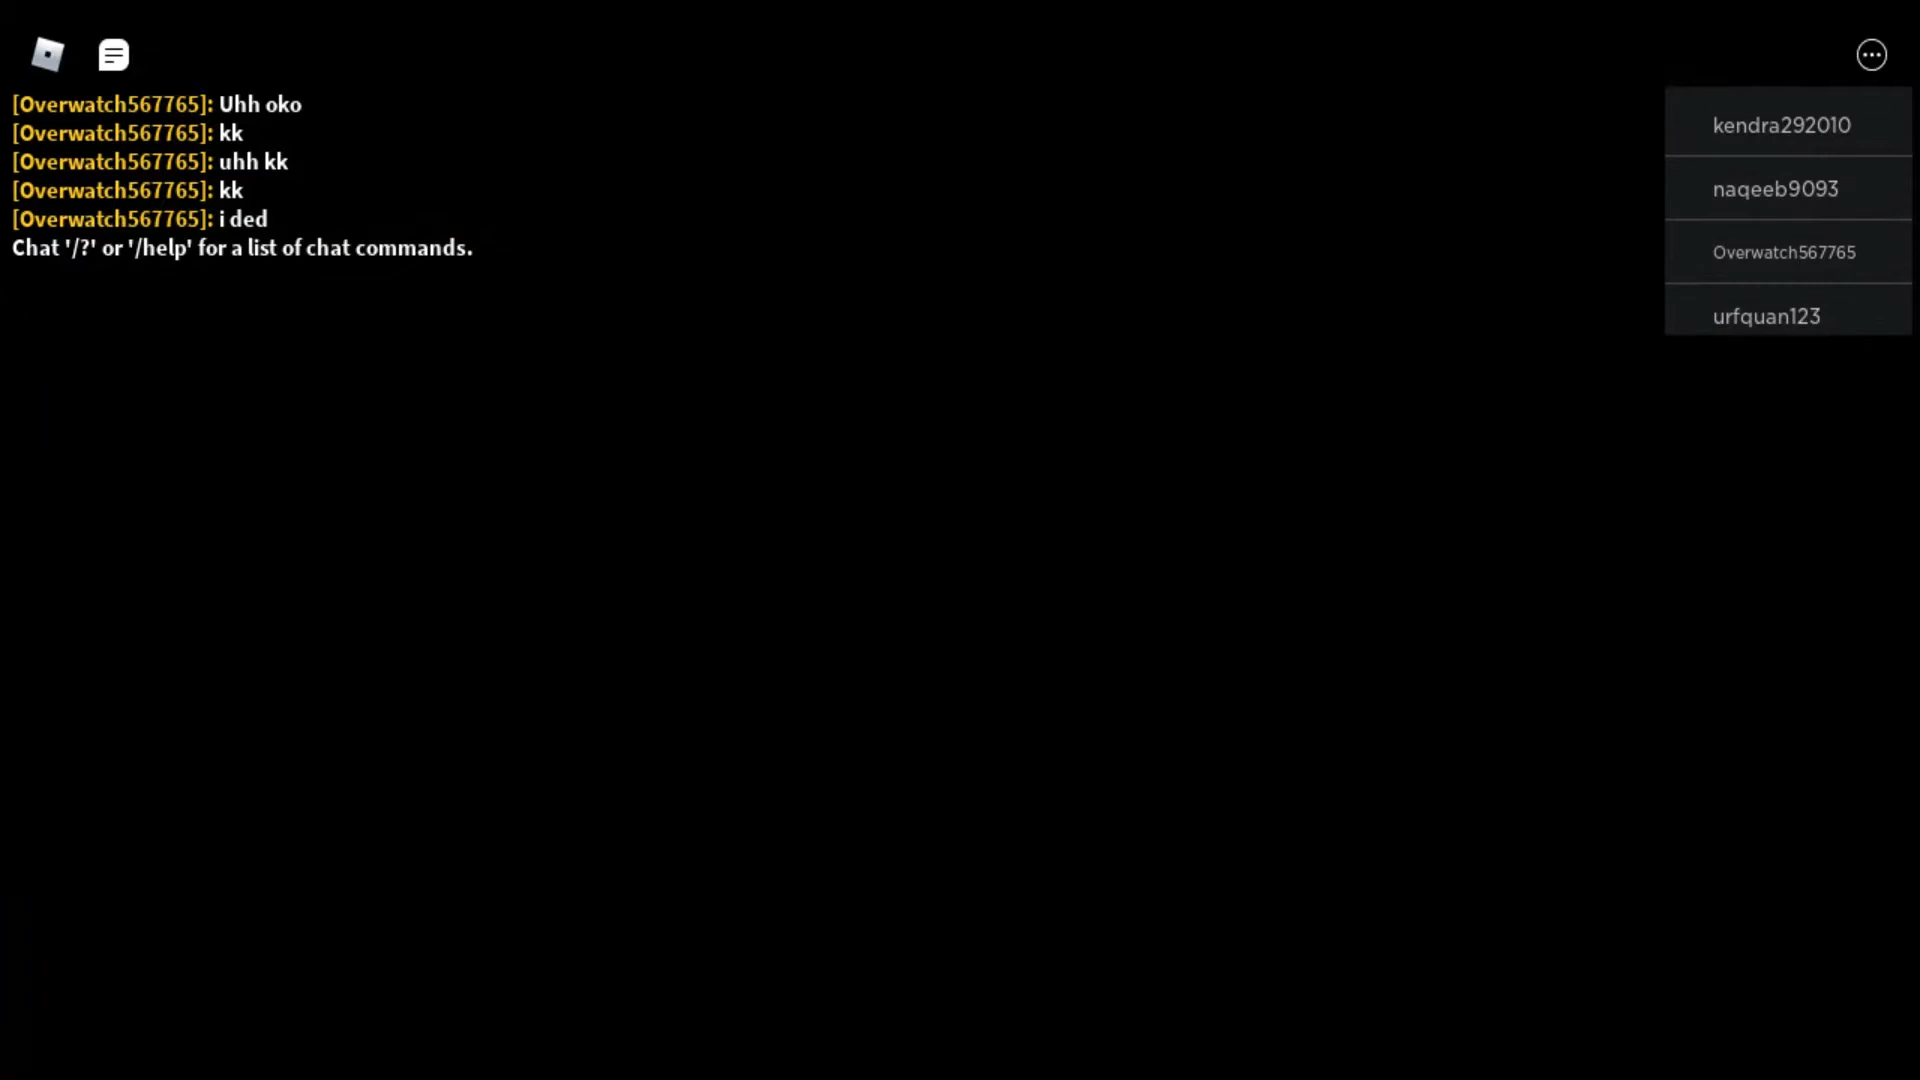 [Overwatch567765]: Uhh oko
[Overwatch567765]: kk
[Overwatch567765]: uhh kk
[Overwatch567765]: kk
[Overwatch567765]: i ded
Chat '/?' or '/help' for a list of chat commands.
kendra292010
naqeeb9093
Overwatch567765
urfquan123